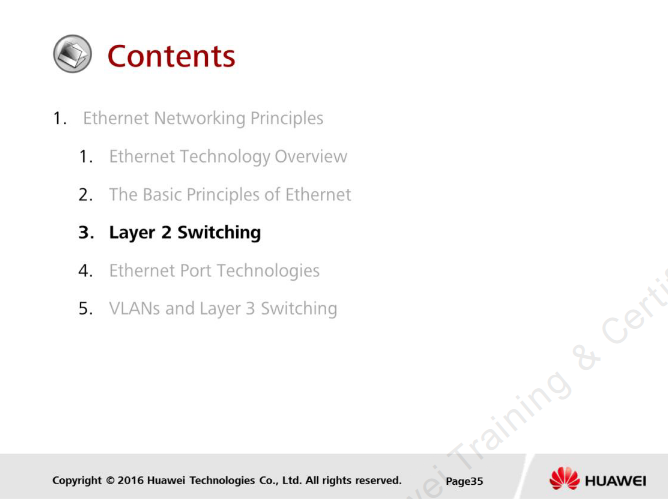 Contents
1. Ethernet Networking Principles
1. Ethernet Technology Overview
2. The Basic Principles of Ethernet
3. Layer 2 Switching
4. Ethernet Port Technologies
5. VLANs and Layer 3 Switching
Training & Certi
Copyright © 2016 Huawei Technologies Co., Ltd. All rights reserved. Page35 HUAWEI